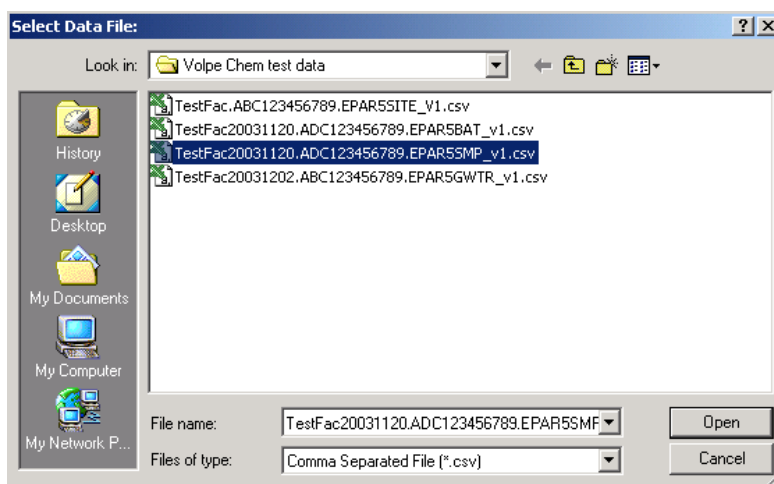 Select Data File:
Look in: Volpe Chem test data
TestFac.ABC123456789.EPAR5SITE_V1.csv
TestFac20031120.ADC123456789.EPAR5BAT_v1.csv
TestFac20031120.ADC123456789.EPAR5SMP_v1.csv
TestFac20031202.ABC123456789.EPAR5GWTR_v1.csv
History
Desktop
My Documents
My Computer
My Network P...
File name: TestFac20031120.ADC123456789.EPAR5SMF Open
Files of type: Comma Separated File (*.csv) Cancel